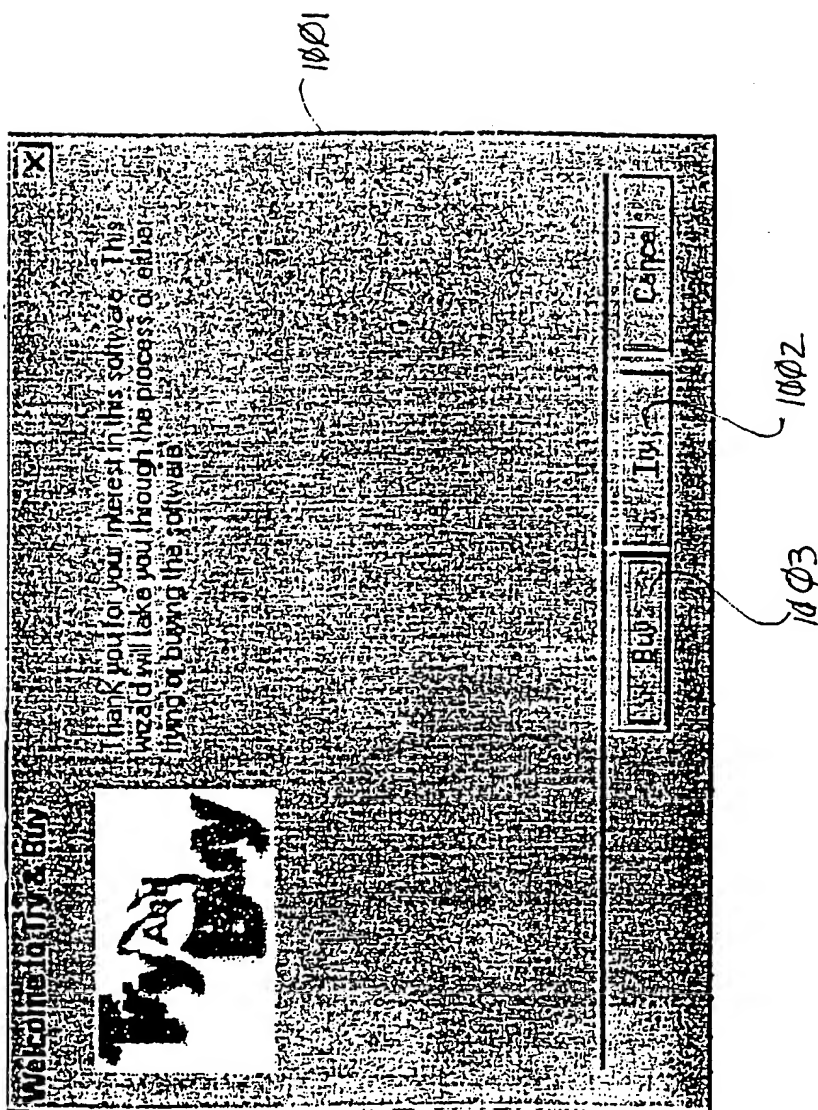 Welcome to Try & Buy
X
Try
AND
Buy
Thank you for your interest in this software. This
wizard will take you through the process of either
trying or buying the software.
Buy
Try
Cancel
1001
1002
1003